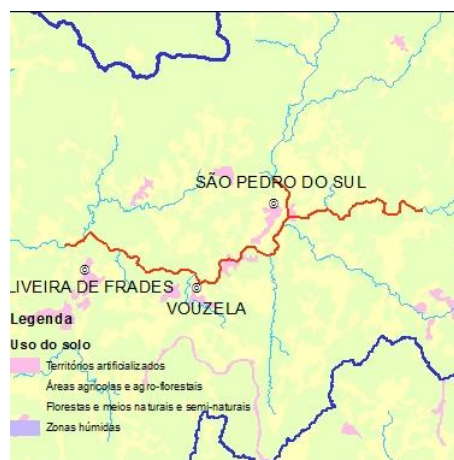 SÃO PEDRO DO SUL
LIVEIRA DE FRADES
VOUZELA
Legenda
Uso do solo
Territórios artificializados
Áreas agrícolas e agro-florestais
Florestas e meios naturais e semi-naturais
Zonas húmidas